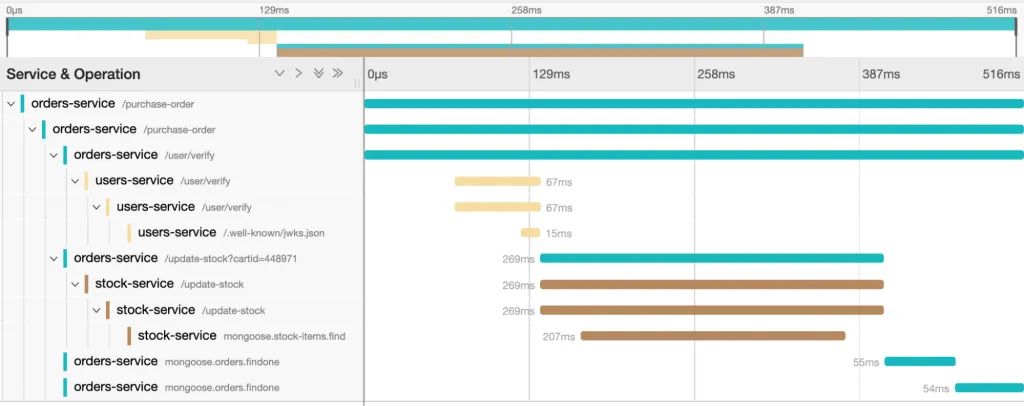 0μs 129ms 258ms 387ms 516ms
Service & Operation 0μs 129ms 258ms 387ms 516ms
orders-service /purchase-order
orders-service /purchase-order
orders-service /user/verify
users-service /user/verify 67ms
users-service /user/verify 67ms
users-service /.well-known/jwks.json 15ms
orders-service /update-stock?cartid=448971 269ms
stock-service /update-stock 269ms
stock-service /update-stock 269ms
stock-service mongoose.stock-items.find 207ms
orders-service mongoose.orders.findone 55ms
orders-service mongoose.orders.findone 54ms